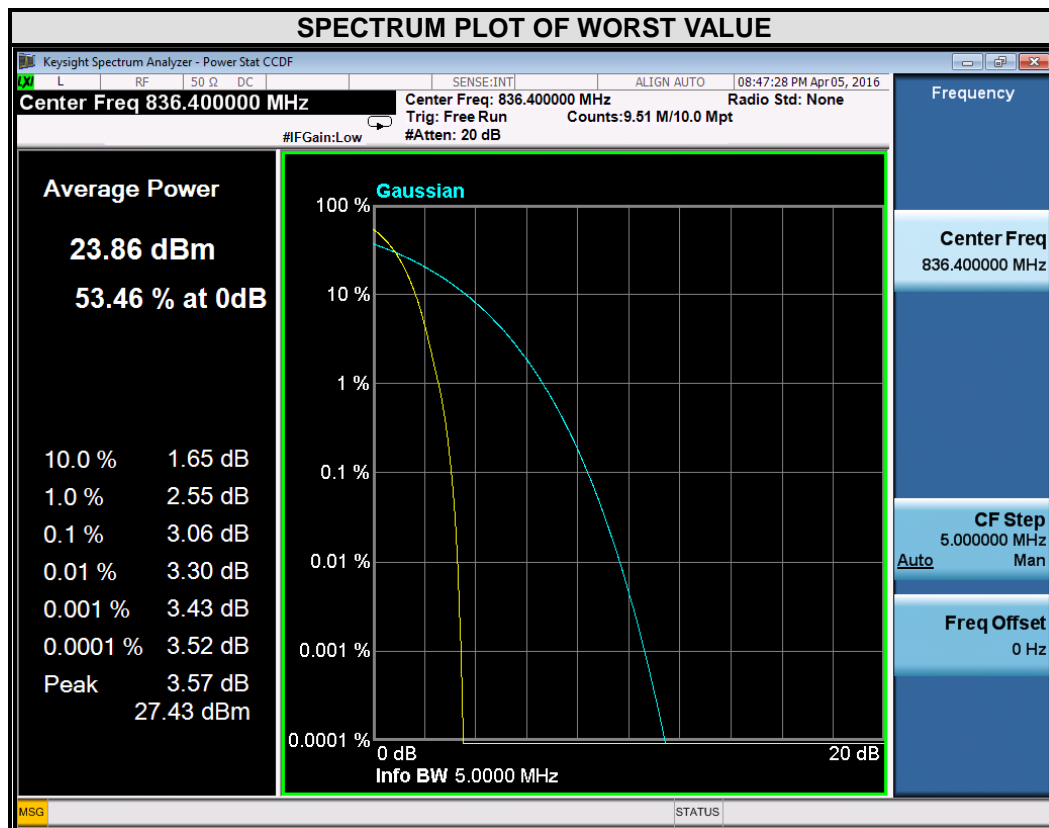 SPECTRUM PLOT OF WORST VALUE
Keysight Spectrum Analyzer - Power Stat CCDF
LXI L RF 50 Ω DC SENSE:INT ALIGN AUTO 08:47:28 PM Apr 05, 2016
Center Freq 836.400000 MHz
Center Freq: 836.400000 MHz Radio Std: None
Trig: Free Run Counts:9.51 M/10.0 Mpt
#IFGain:Low #Atten: 20 dB
Average Power
23.86 dBm
53.46 % at 0dB
10.0 % 1.65 dB
1.0 % 2.55 dB
0.1 % 3.06 dB
0.01 % 3.30 dB
0.001 % 3.43 dB
0.0001 % 3.52 dB
Peak 3.57 dB
27.43 dBm
Gaussian
100 %
10 %
1 %
0.1 %
0.01 %
0.001 %
0.0001 %
0 dB 20 dB
Info BW 5.0000 MHz
Frequency
Center Freq
836.400000 MHz
CF Step
5.000000 MHz
Auto Man
Freq Offset
0 Hz
MSG STATUS